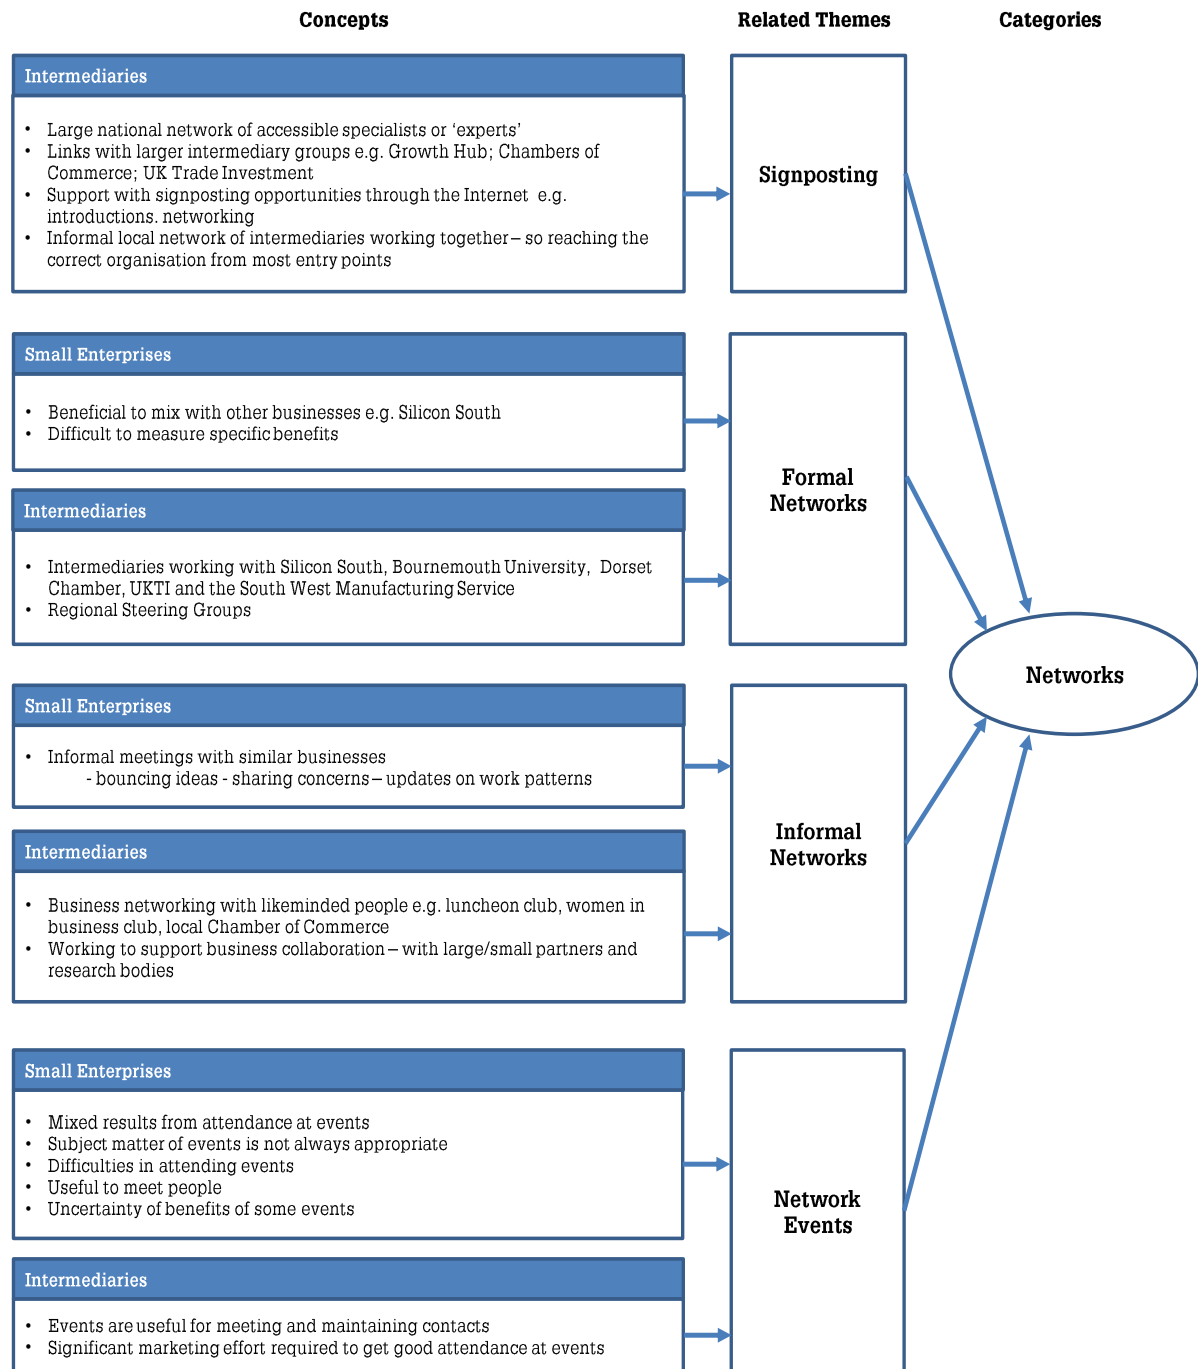 Concepts
Related Themes
Categories
Intermediaries
• Large national network of accessible specialists or ‘experts’
• Links with larger intermediary groups e.g. Growth Hub; Chambers of
Commerce; UK Trade Investment
• Support with signposting opportunities through the Internet e.g.
introductions. networking
• Informal local network of intermediaries working together – so reaching the
correct organisation from most entry points
Signposting
Small Enterprises
• Beneficial to mix with other businesses e.g. Silicon South
• Difficult to measure specific benefits
Intermediaries
• Intermediaries working with Silicon South, Bournemouth University, Dorset
Chamber, UKTI and the South West Manufacturing Service
• Regional Steering Groups
Formal
Networks
Small Enterprises
• Informal meetings with similar businesses
- bouncing ideas - sharing concerns – updates on work patterns
Intermediaries
• Business networking with likeminded people e.g. luncheon club, women in
business club, local Chamber of Commerce
• Working to support business collaboration – with large/small partners and
research bodies
Informal
Networks
Small Enterprises
• Mixed results from attendance at events
• Subject matter of events is not always appropriate
• Difficulties in attending events
• Useful to meet people
• Uncertainty of benefits of some events
Intermediaries
• Events are useful for meeting and maintaining contacts
• Significant marketing effort required to get good attendance at events
Network
Events
Networks